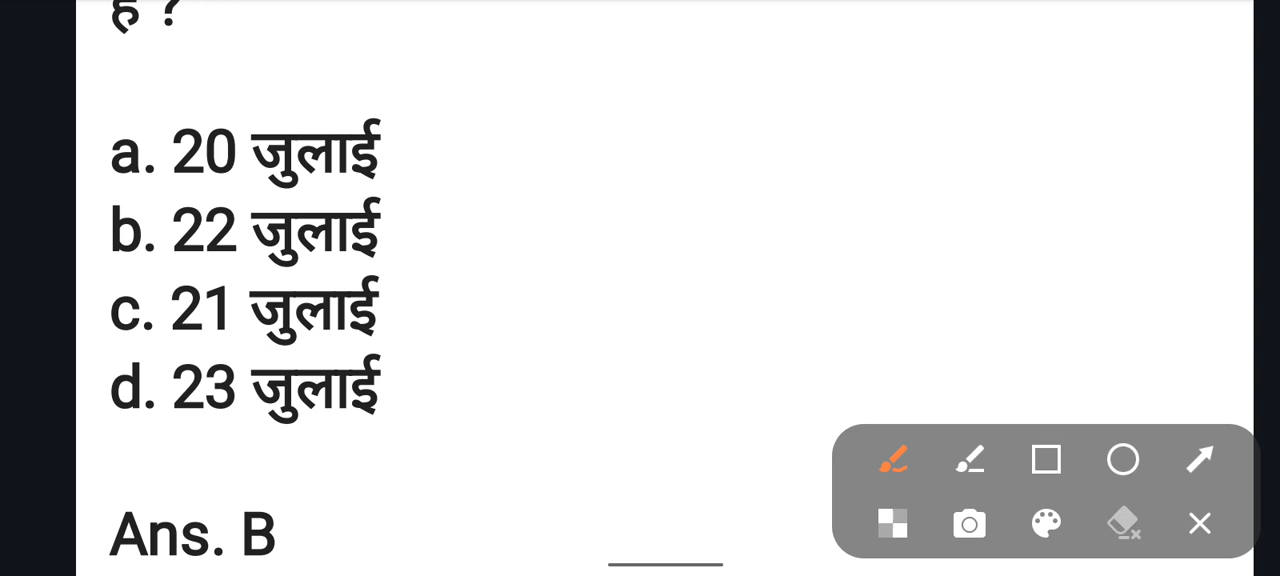 है ?
a. 20 जुलाई
b. 22 जुलाई
c. 21 जुलाई
d. 23 जुलाई
Ans. B